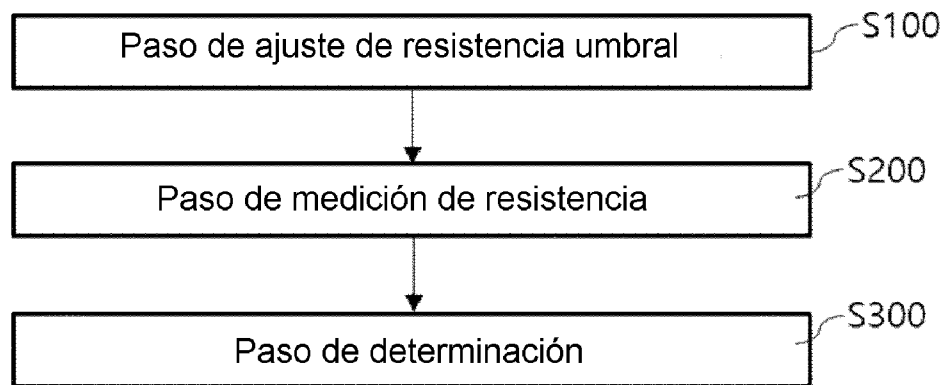 Paso de ajuste de resistencia umbral
S100
Paso de medición de resistencia
S200
Paso de determinación
S300